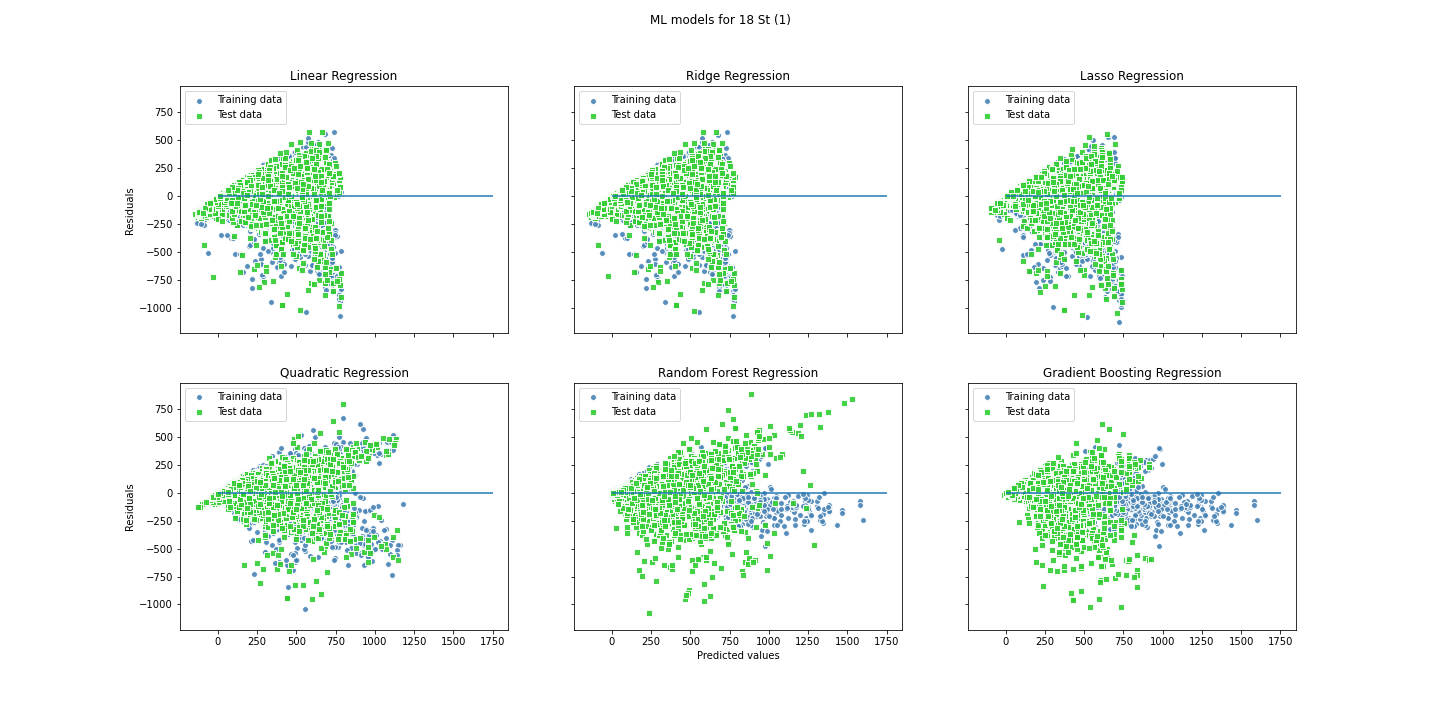 ML models for 18 St (1)
Linear Regression
Training data
Test data
750
500
250
0
−250
−500
−750
−1000
Residuals
Ridge Regression
Training data
Test data
Lasso Regression
Training data
Test data
Quadratic Regression
Training data
Test data
750
500
250
0
−250
−500
−750
−1000
Residuals
0 250 500 750 1000 1250 1500 1750
Random Forest Regression
Training data
Test data
0 250 500 750 1000 1250 1500 1750
Predicted values
Gradient Boosting Regression
Training data
Test data
0 250 500 750 1000 1250 1500 1750